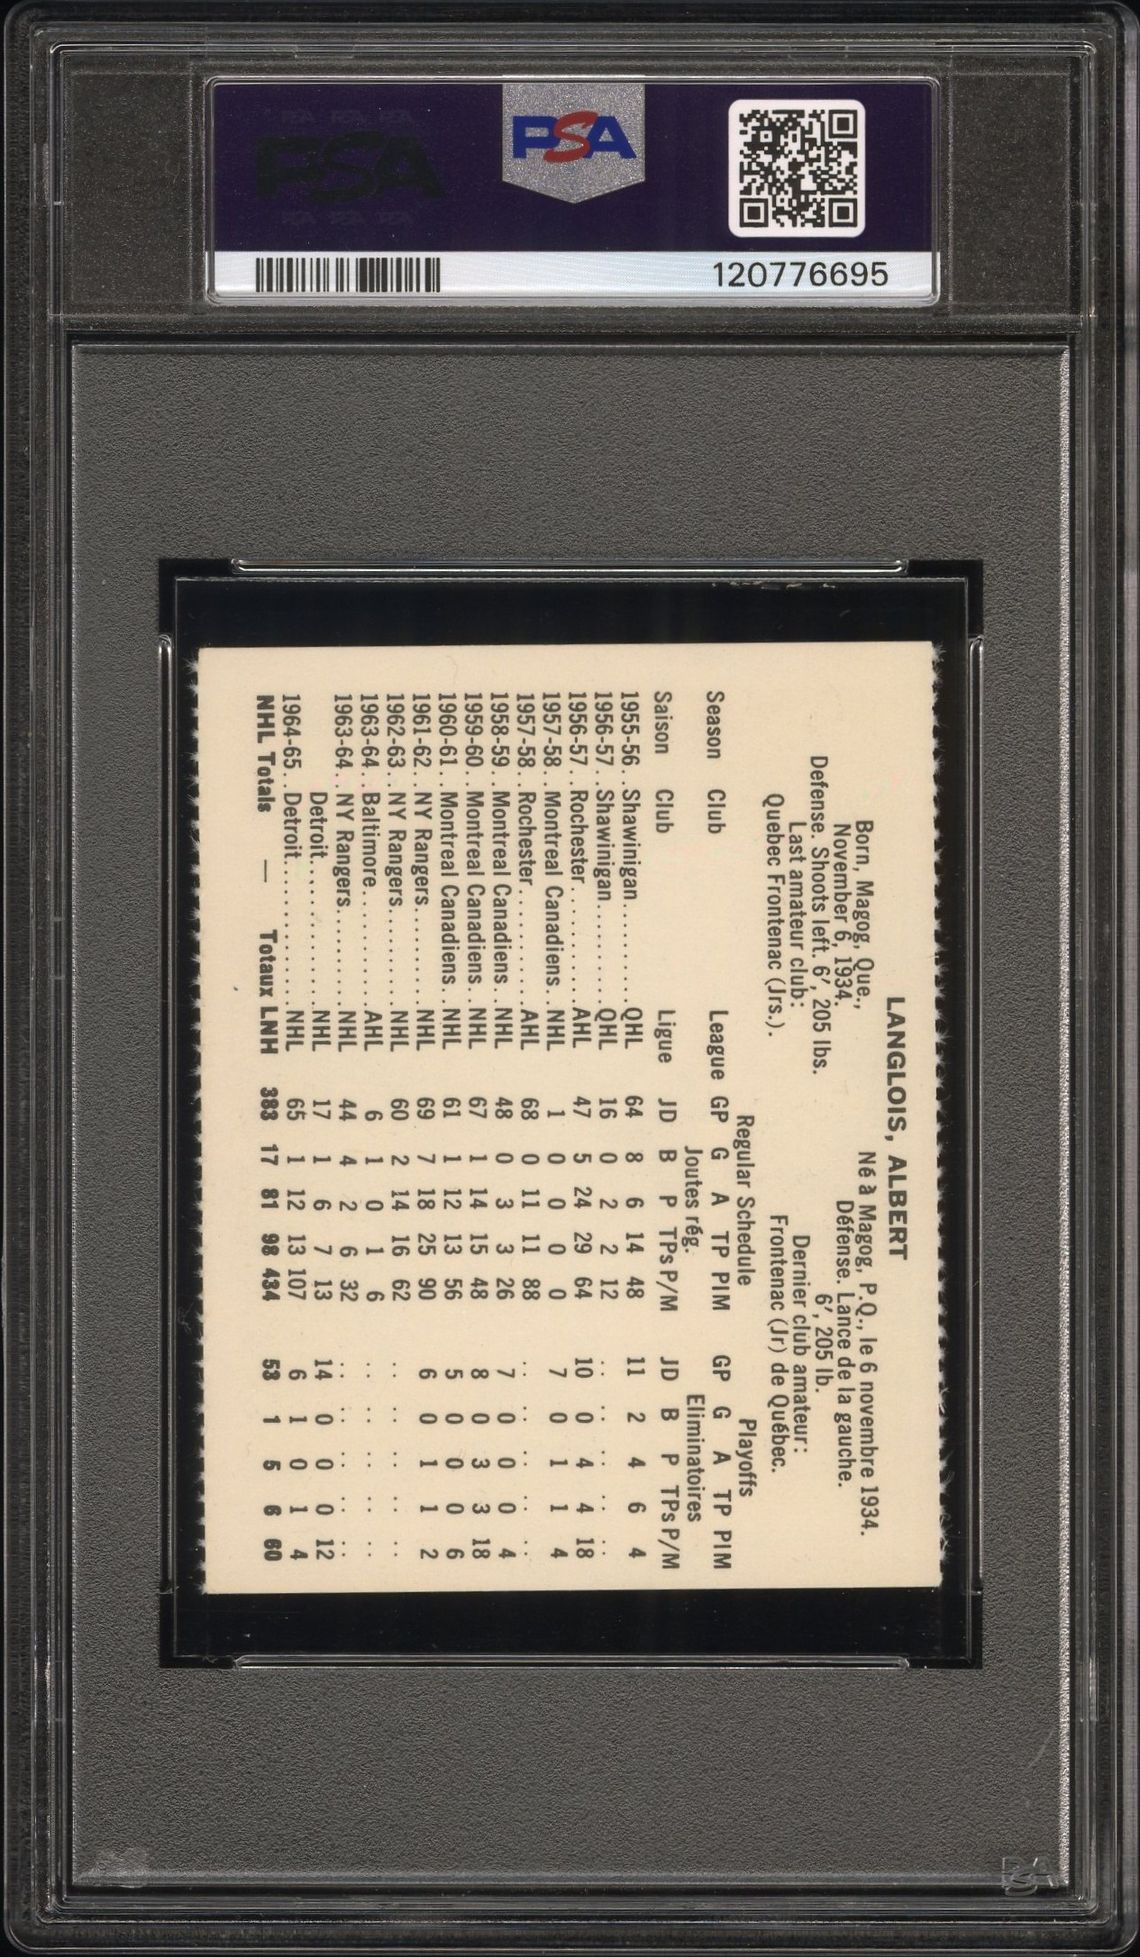 PSA
PSA
120776695
LANGLOIS, ALBERT
Born, Magog, Que.,
November 6, 1934.
Defense. Shoots left. 6', 205 lbs.
Last amateur club:
Quebec Frontenac (Jrs.).
Né à Magog, P.Q., le 6 novembre 1934.
Défense. Lance de la gauche.
6', 205 lb.
Dernier club amateur:
Frontenac (Jr) de Québec.
Regular Schedule Playoffs
Season Club League GP G A TP PIM GP G A TP PIM
Joutes rég. Eliminatoires
Saison Club Ligue JD B P TPs P/M JD B P TPs P/M
1955-56..Shawinigan..........QHL 64 8 6 14 48 11 2 4 6 4
1956-57..Shawinigan..........QHL 16 0 2 2 12 .. .. .. .. ..
1956-57..Rochester...........AHL 47 5 24 29 64 10 0 4 4 18
1957-58..Montreal Canadiens..NHL 1 0 0 0 0 7 0 1 1 4
1957-58..Rochester...........AHL 68 0 11 11 88 .. .. .. .. ..
1958-59..Montreal Canadiens..NHL 48 0 3 3 26 7 0 0 0 4
1959-60..Montreal Canadiens..NHL 67 1 14 15 48 8 0 3 3 18
1960-61..Montreal Canadiens..NHL 61 1 12 13 56 5 0 0 0 6
1961-62..NY Rangers..........NHL 69 7 18 25 90 6 0 1 1 2
1962-63..NY Rangers..........NHL 60 2 14 16 62 .. .. .. .. ..
1963-64..Baltimore...........AHL 6 1 0 1 6 .. .. .. .. ..
1963-64..NY Rangers..........NHL 44 4 2 6 32 .. .. .. .. ..
Detroit.............NHL 17 1 6 7 13 14 0 0 0 12
1964-65..Detroit.............NHL 65 1 12 13 107 6 1 0 1 4
NHL Totals — Totaux LNH 383 17 81 98 434 53 1 5 6 60
PSA